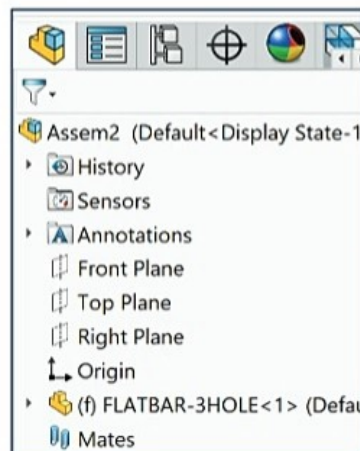 Assem2 (Default<Display State-1
History
Sensors
Annotations
Front Plane
Top Plane
Right Plane
Origin
(f) FLATBAR-3HOLE<1> (Defau
Mates